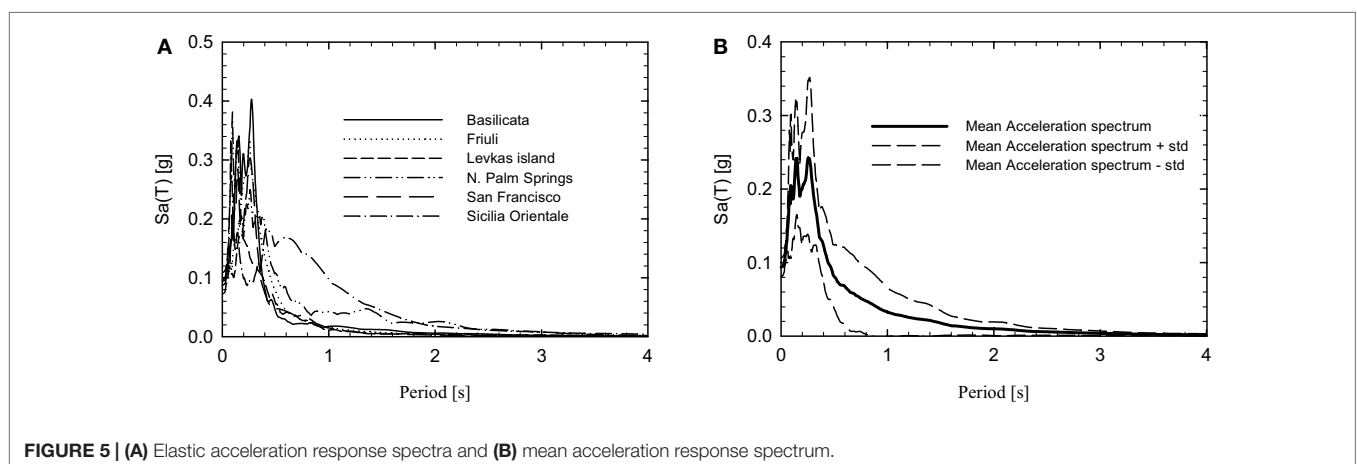 A
0.5
0.4
0.3
0.2
0.1
0.0
Sa(T) [g]
Basilicata
Friuli
Levkas island
N. Palm Springs
San Francisco
Sicilia Orientale
0 1 2 3 4
Period [s]
B
0.4
0.3
0.2
0.1
0.0
Sa(T) [g]
Mean Acceleration spectrum
Mean Acceleration spectrum + std
Mean Acceleration spectrum - std
0 1 2 3 4
Period [s]
FIGURE 5 | (A) Elastic acceleration response spectra and (B) mean acceleration response spectrum.